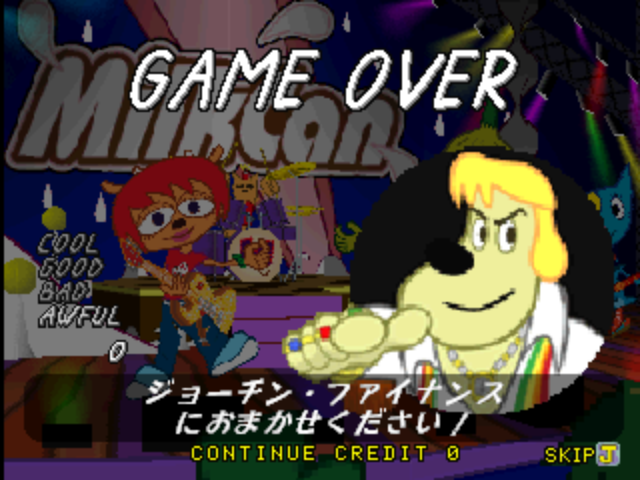 GAME OVER
MilkCan
COOL
GOOD
BAD
AWFUL
0
ジョーチン・ファイナンス
におまかせください!
CONTINUE CREDIT 0
SKIP J